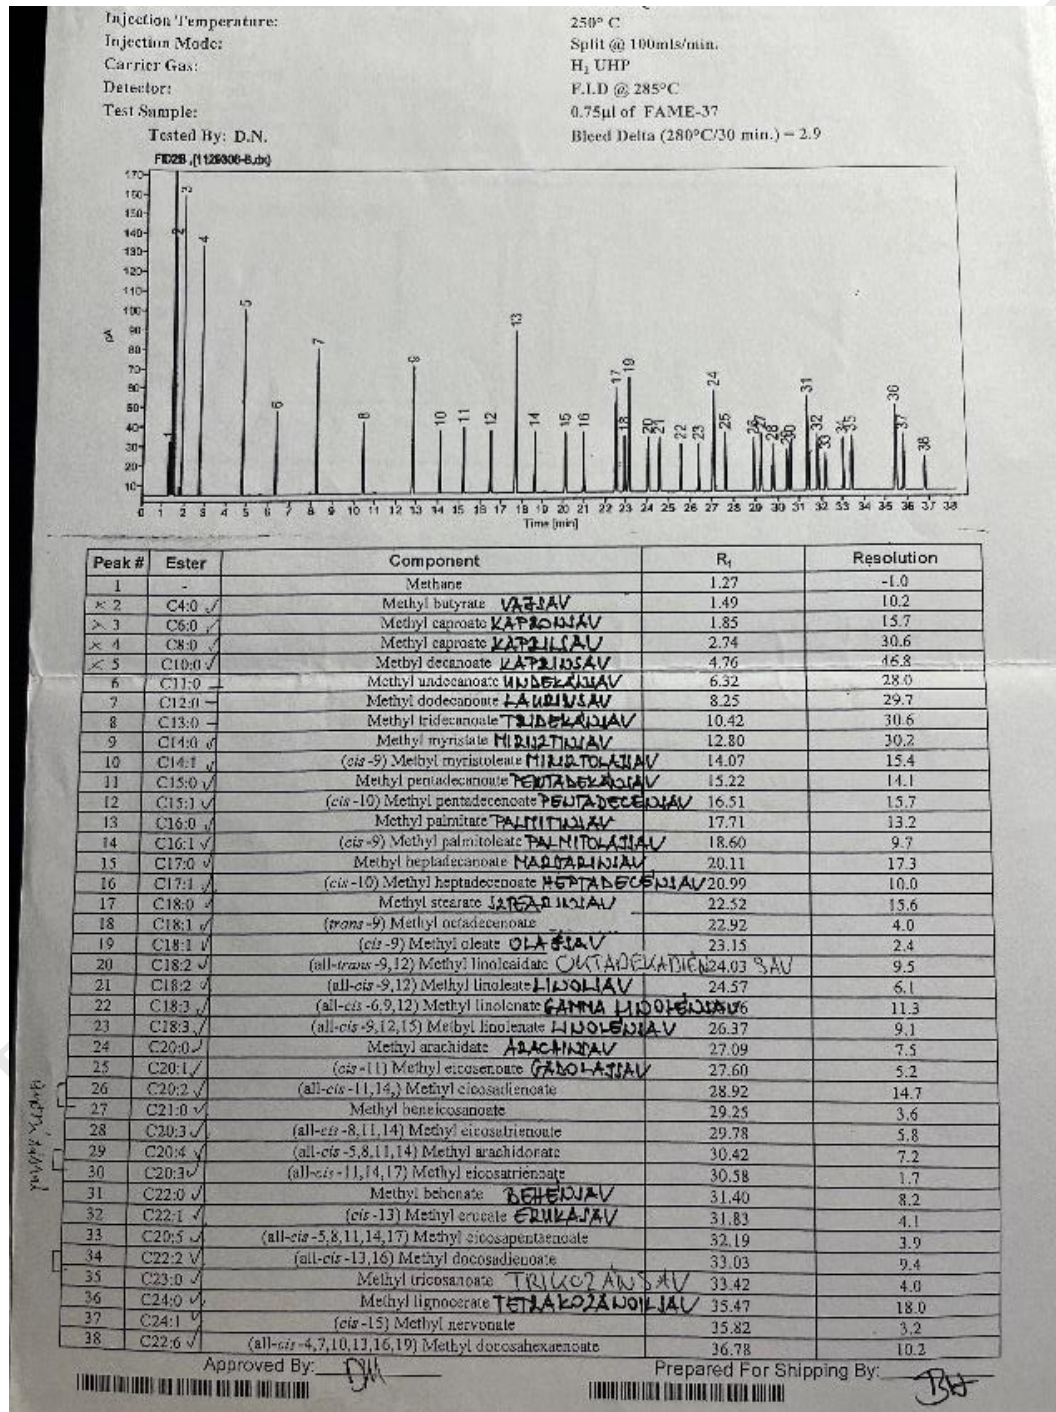 Injection Temperature: 250° C
Injection Mode: Split @ 100mls/min.
Carrier Gas: H₂ UHP
Detector: F.I.D @ 285°C
Test Sample: 0.75µl of FAME-37
Tested By: D.N. Bleed Delta (280°C/30 min.) = 2.9
pA
Time [min]
Peak # Ester Component R₁ Resolution
1 - Methane 1.27 -1.0
× 2 C4:0 ✓ Methyl butyrate VAJSAV 1.49 10.2
× 3 C6:0 ✓ Methyl caproate KAPRONSAV 1.85 15.7
× 4 C8:0 ✓ Methyl caproate KAPRILSAV 2.74 30.6
× 5 C10:0 ✓ Methyl decanoate KAPRINSAV 4.76 46.8
6 C11:0 – Methyl undecanoate UNDEKÁNSAV 6.32 28.0
7 C12:0 – Methyl dodecanoate LAURINSAV 8.25 29.7
8 C13:0 – Methyl tridecanoate TRIDEKÁNSAV 10.42 30.6
9 C14:0 ✓ Methyl myristate MIRISZTINSAV 12.80 30.2
10 C14:1 ✓ (cis-9) Methyl myristoleate 14.07 15.4
11 C15:0 ✓ Methyl pentadecanoate PENTADEKÁNSAV 15.22 14.1
12 C15:1 ✓ (cis-10) Methyl pentadecenoate PENTADECÉNSAV 16.51 15.7
13 C16:0 ✓ Methyl palmitate PALMITINSAV 17.71 13.2
14 C16:1 ✓ (cis-9) Methyl palmitoleate PALMITOLAJSAV 18.60 9.7
15 C17:0 ✓ Methyl heptadecanoate MARGARINSAV 20.11 17.3
16 C17:1 ✓ (cis-10) Methyl heptadecenoate HEPTADECÉNSAV 20.99 10.0
17 C18:0 ✓ Methyl stearate SZTEARINSAV 22.52 15.6
18 C18:1 ✓ (trans-9) Methyl octadecenoate 22.92 4.0
19 C18:1 ✓ (cis-9) Methyl oleate OLAJSAV 23.15 2.4
20 C18:2 ✓ (all-trans-9,12) Methyl linoleaidate OKTADEKADIÉN SAV 24.03 9.5
21 C18:2 ✓ (all-cis-9,12) Methyl linoleate LINOLSAV 24.57 6.1
22 C18:3 ✓ (all-cis-6,9,12) Methyl linolenate GAMMA LINOLÉNSAV 11.3
23 C18:3 ✓ (all-cis-9,12,15) Methyl linolenate LINOLÉNSAV 26.37 9.1
24 C20:0 ✓ Methyl arachidate ARACHINSAV 27.09 7.5
25 C20:1 ✓ (cis-11) Methyl eicosenoate GADOLAJSAV 27.60 5.2
26 C20:2 ✓ (all-cis-11,14,) Methyl eicosadienoate 28.92 14.7
27 C21:0 ✓ Methyl heneicosanoate 29.25 3.6
28 C20:3 ✓ (all-cis-8,11,14) Methyl eicosatrienoate 29.78 5.8
29 C20:4 ✓ (all-cis-5,8,11,14) Methyl arachidonate 30.42 7.2
30 C20:3 ✓ (all-cis-11,14,17) Methyl eicosatrienoate 30.58 1.7
31 C22:0 ✓ Methyl behenate BEHÉNSAV 31.40 8.2
32 C22:1 ✓ (cis-13) Methyl erucate ERUKASAV 31.83 4.1
33 C20:5 ✓ (all-cis-5,8,11,14,17) Methyl eicosapentaenoate 32.19 3.9
34 C22:2 ✓ (all-cis-13,16) Methyl docosadienoate 33.03 9.4
35 C23:0 ✓ Methyl tricosanoate TRIKOZÁNSAV 33.42 4.0
36 C24:0 ✓ Methyl lignocerate TETRAKOZÁNOILSAV 35.47 18.0
37 C24:1 ✓ (cis-15) Methyl nervonate 35.82 3.2
38 C22:6 ✓ (all-cis-4,7,10,13,16,19) Methyl docosahexaenoate 36.78 10.2
Approved By: Prepared For Shipping By: